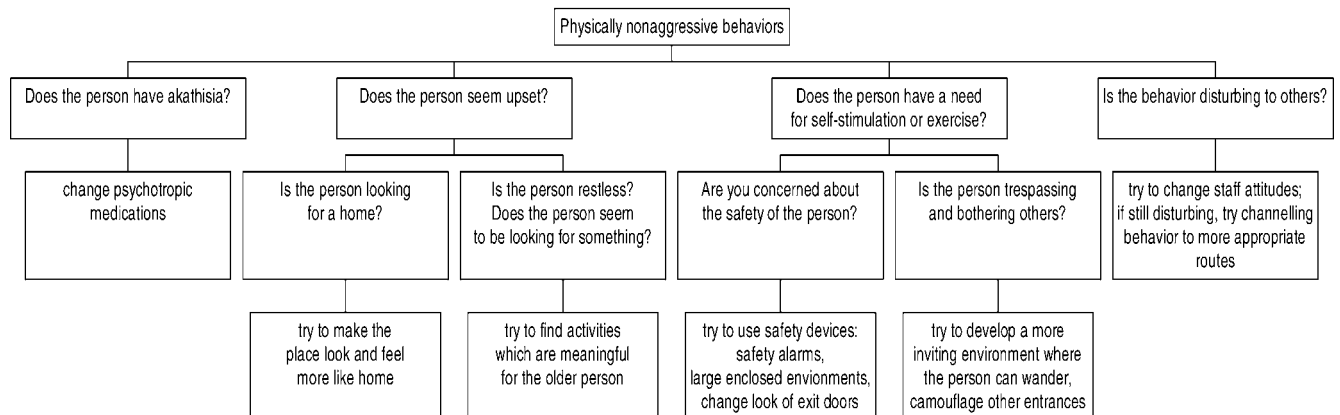 Physically nonaggressive behaviors
Does the person have akathisia?
Does the person seem upset?
Does the person have a need
for self-stimulation or exercise?
Is the behavior disturbing to others?
change psychotropic
medications
Is the person looking
for a home?
Is the person restless?
Does the person seem
to be looking for something?
Are you concerned about
the safety of the person?
Is the person trespassing
and bothering others?
try to change staff attitudes;
if still disturbing, try channelling
behavior to more appropriate
routes
try to make the
place look and feel
more like home
try to find activities
which are meaningful
for the older person
try to use safety devices:
safety alarms,
large enclosed envionments,
change look of exit doors
try to develop a more
inviting environment where
the person can wander,
camouflage other entrances